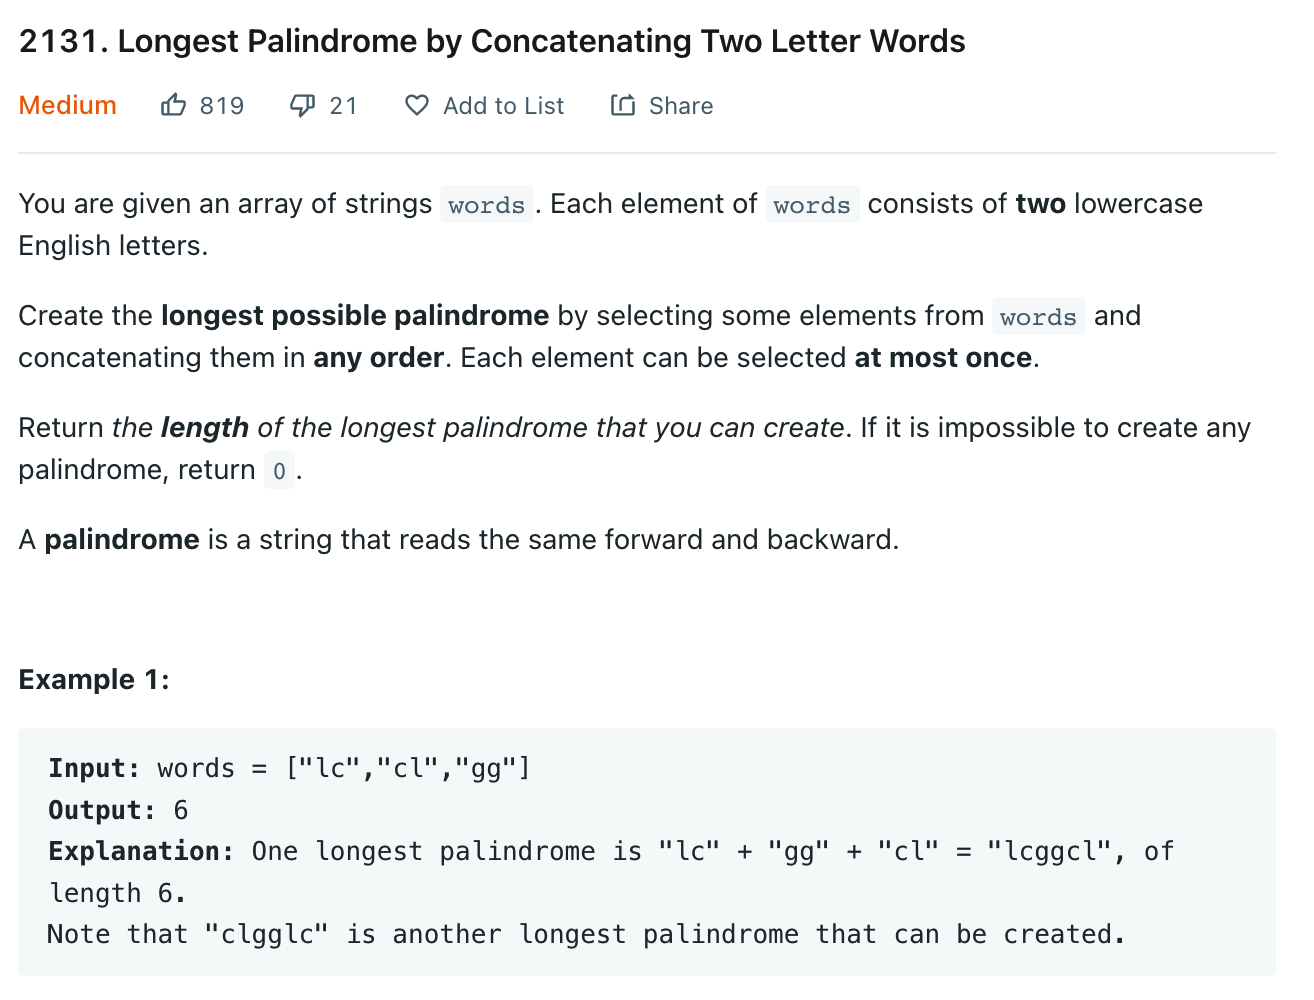 2131. Longest Palindrome by Concatenating Two Letter Words
Medium 819 21 Add to List Share
You are given an array of strings words . Each element of words consists of two lowercase
English letters.
Create the longest possible palindrome by selecting some elements from words and
concatenating them in any order. Each element can be selected at most once.
Return the length of the longest palindrome that you can create. If it is impossible to create any
palindrome, return 0 .
A palindrome is a string that reads the same forward and backward.
Example 1:
Input: words = ["lc","cl","gg"]
Output: 6
Explanation: One longest palindrome is "lc" + "gg" + "cl" = "lcggcl", of
length 6.
Note that "clgglc" is another longest palindrome that can be created.